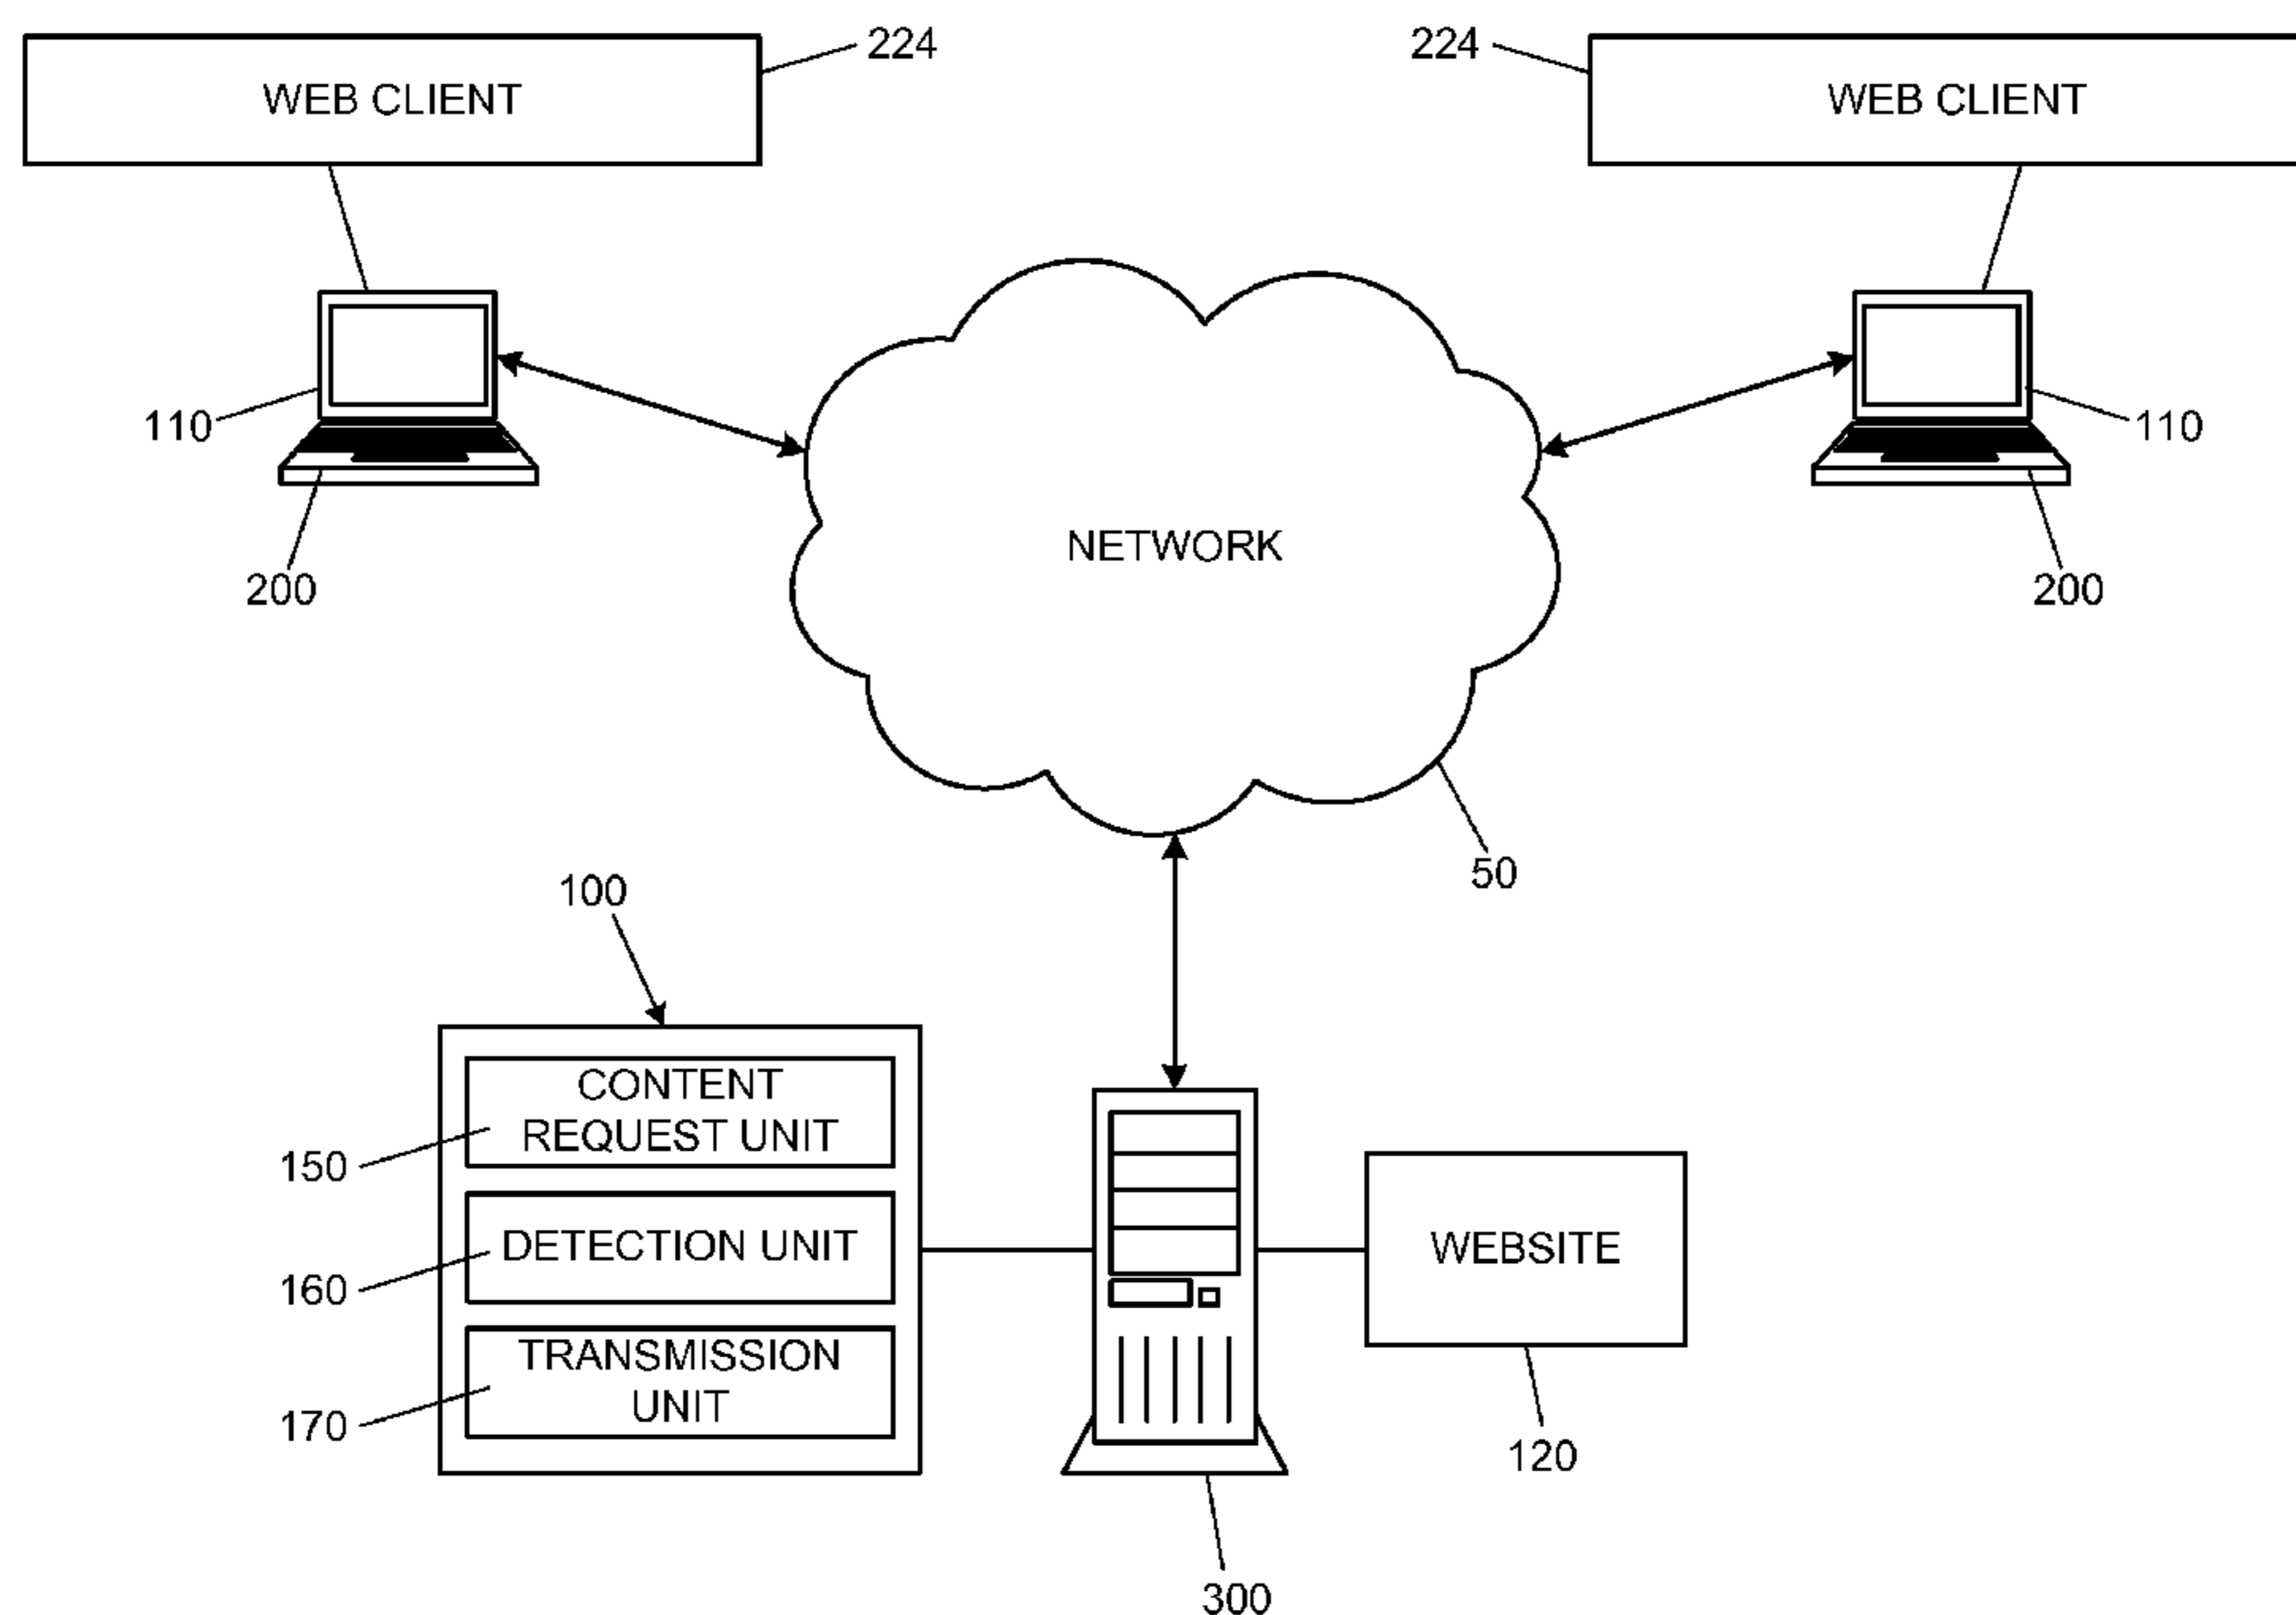 224
224
WEB CLIENT
WEB CLIENT
110
110
NETWORK
200
200
50
100
CONTENT
REQUEST UNIT
150
DETECTION UNIT
WEBSITE
160
TRANSMISSION
UNIT
170
120
300